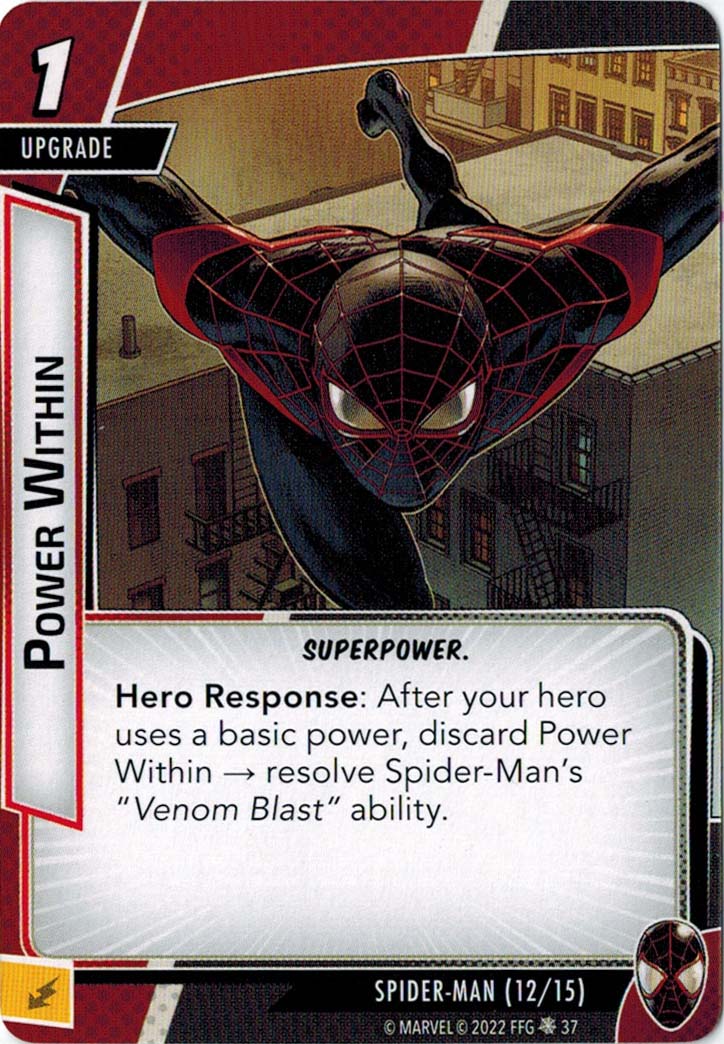 1
UPGRADE
POWER WITHIN
SUPERPOWER.
Hero Response: After your hero
uses a basic power, discard Power
Within → resolve Spider-Man’s
“Venom Blast” ability.
SPIDER-MAN (12/15)
© MARVEL © 2022 FFG 37